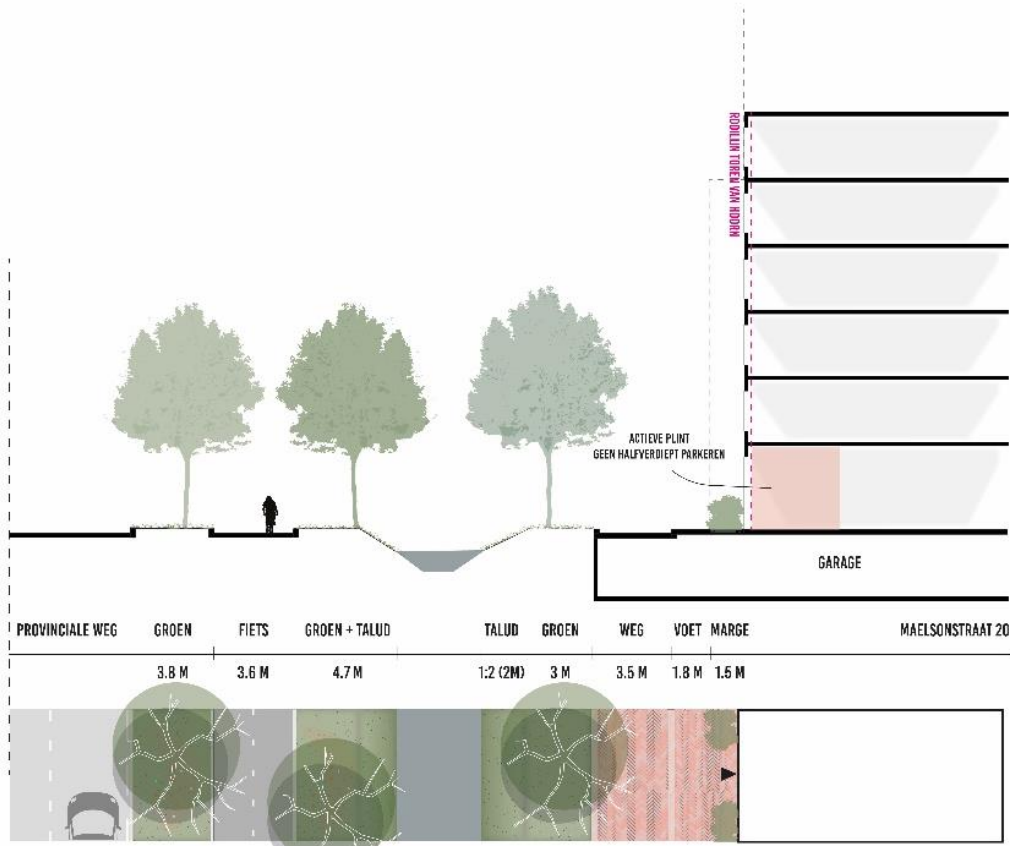 ROOILIJN TOREN VAN HOORN
ACTIEVE PLINT
GEEN HALFVERDIEPT PARKEREN
GARAGE
PROVINCIALE WEG GROEN FIETS GROEN + TALUD TALUD GROEN WEG VOET MARGE MAELSONSTRAAT 20
3.8 M 3.6 M 4.7 M 1:2 (2M) 3 M 3.5 M 1.8 M 1.5 M